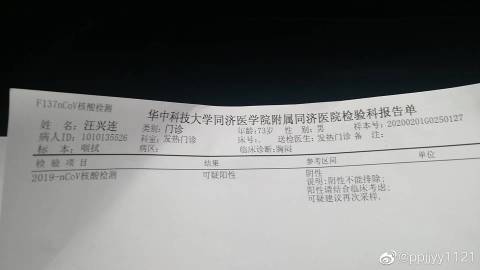 F137nCoV核酸检测
华中科技大学同济医学院附属同济医院检验科报告单
姓 名: 汪兴连 类别: 门诊 年龄: 73岁 性 别: 男 样本号: 20200201G0250127
病人ID: 1010135526 科室: 发热门诊 床号: . 送检医生: 发热门诊 备 注:
标 本: 咽拭 病区: 临床诊断: 胸闷
检 验 项 目 结果 参考区间 单位
2019-nCoV核酸检测 可疑阳性 阴性
说明:阴性不能排除;
阳性请结合临床考虑;
可疑建议再次采样.
@ppjjyy1121